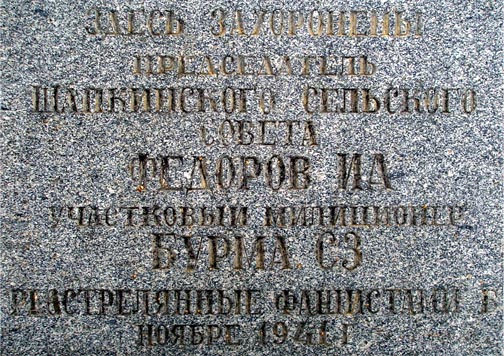 ЗДЕСЬ ЗАХОРОНЕНЫ
ПРЕДСЕДАТЕЛЬ
ШАПКИНСКОГО СЕЛЬСКОГО
СОВЕТА
ФЕДОРОВ ИА
УЧАСТКОВЫЙ МИЛИЦИОНЕР
БУРМА СЗ
РАССТРЕЛЯННЫЕ ФАШИСТАМИ В
НОЯБРЕ 1941 Г